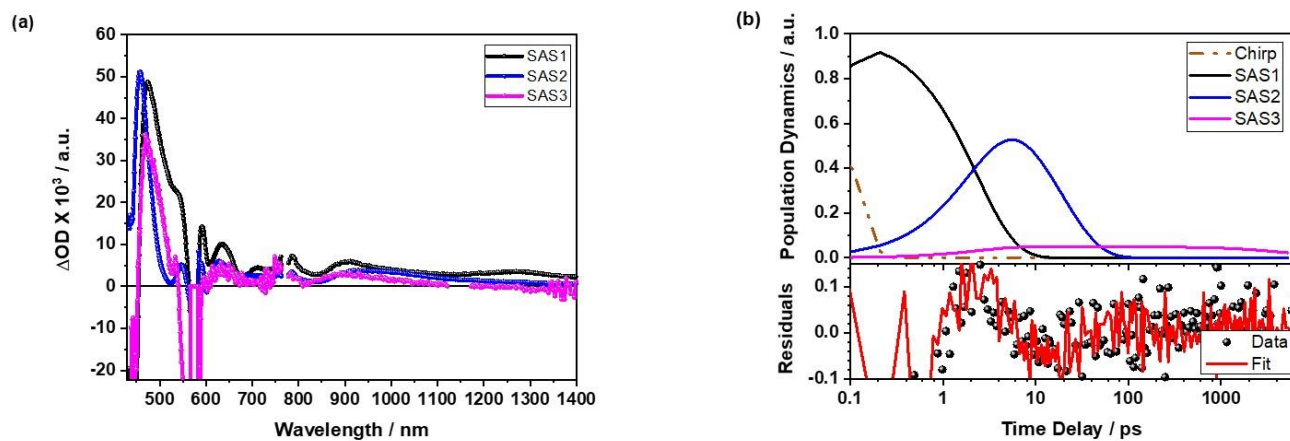 (a)
60
50
40
30
20
10
0
-10
-20
ΔOD X 10³ / a.u.
SAS1
SAS2
SAS3
500 600 700 800 900 1000 1100 1200 1300 1400
Wavelength / nm
(b)
1.0
0.8
0.6
0.4
0.2
0.0
Population Dynamics / a.u.
Chirp
SAS1
SAS2
SAS3
0.1
0.0
-0.1
Residuals
Data
Fit
0.1 1 10 100 1000
Time Delay / ps